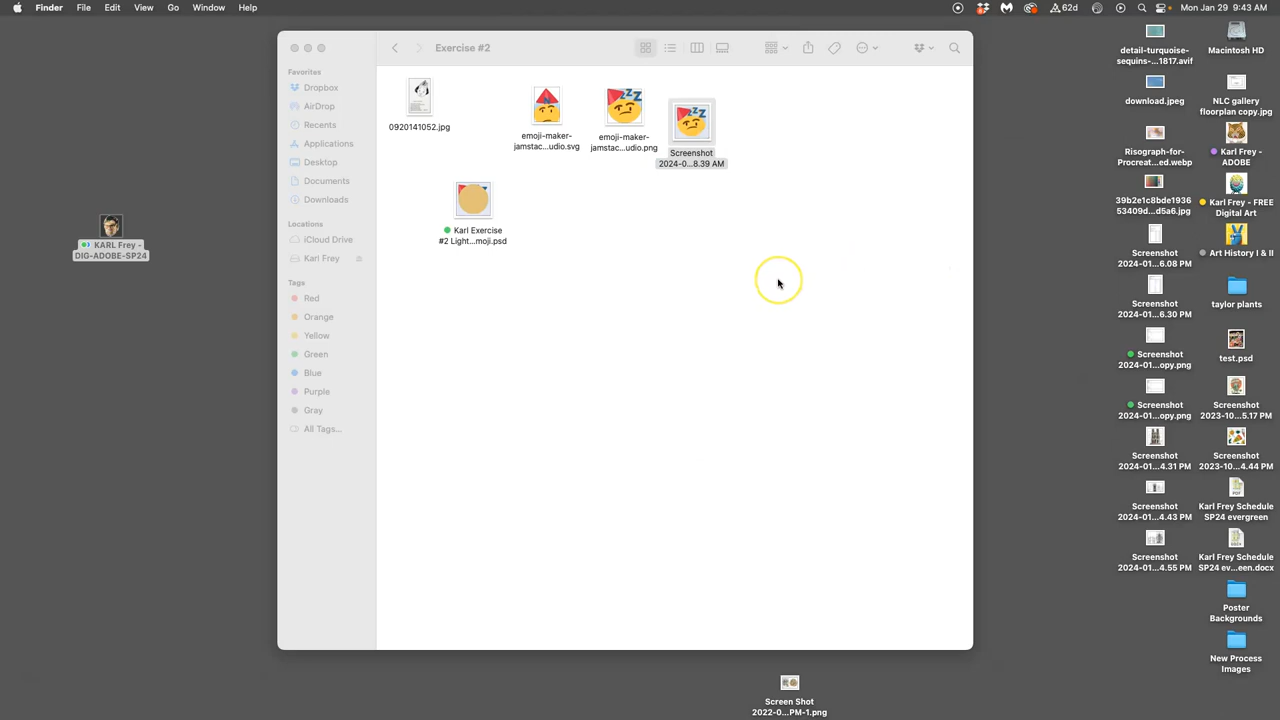 Finder File Edit View Go Window Help
62d
Mon Jan 29 9:43 AM
Exercise #2
Favorites
Dropbox
AirDrop
Recents
Applications
Desktop
Documents
Downloads
Locations
iCloud Drive
Karl Frey
Tags
Red
Orange
Yellow
Green
Blue
Purple
Gray
All Tags...
0920141052.jpg
emoji-maker-
jamstac...udio.svg
emoji-maker-
jamstac...udio.png
Screenshot
2024-0...8.39 AM
Karl Exercise
#2 Light...moji.psd
KARL Frey -
DIG-ADOBE-SP24
detail-turquoise-
sequins-...1817.avif
download.jpeg
Risograph-for-
Procreat...ed.webp
39b2e1c8bde1936
53409d...d5a6.jpg
Screenshot
2024-01...6.08 PM
Screenshot
2024-01...6.30 PM
Screenshot
2024-01...opy.png
Screenshot
2024-01...opy.png
Screenshot
2024-01...4.31 PM
Screenshot
2024-01...4.43 PM
Screenshot
2024-01...4.55 PM
Macintosh HD
NLC gallery
floorplan copy.jpg
Karl Frey -
ADOBE
Karl Frey - FREE
Digital Art
Art History I & II
taylor plants
test.psd
Screenshot
2023-10...5.17 PM
Screenshot
2023-10...4.44 PM
PDF
Karl Frey Schedule
SP24 evergreen
Karl Frey Schedule
SP24 ev...een.docx
Poster
Backgrounds
New Process
Images
Screen Shot
2022-0...PM-1.png